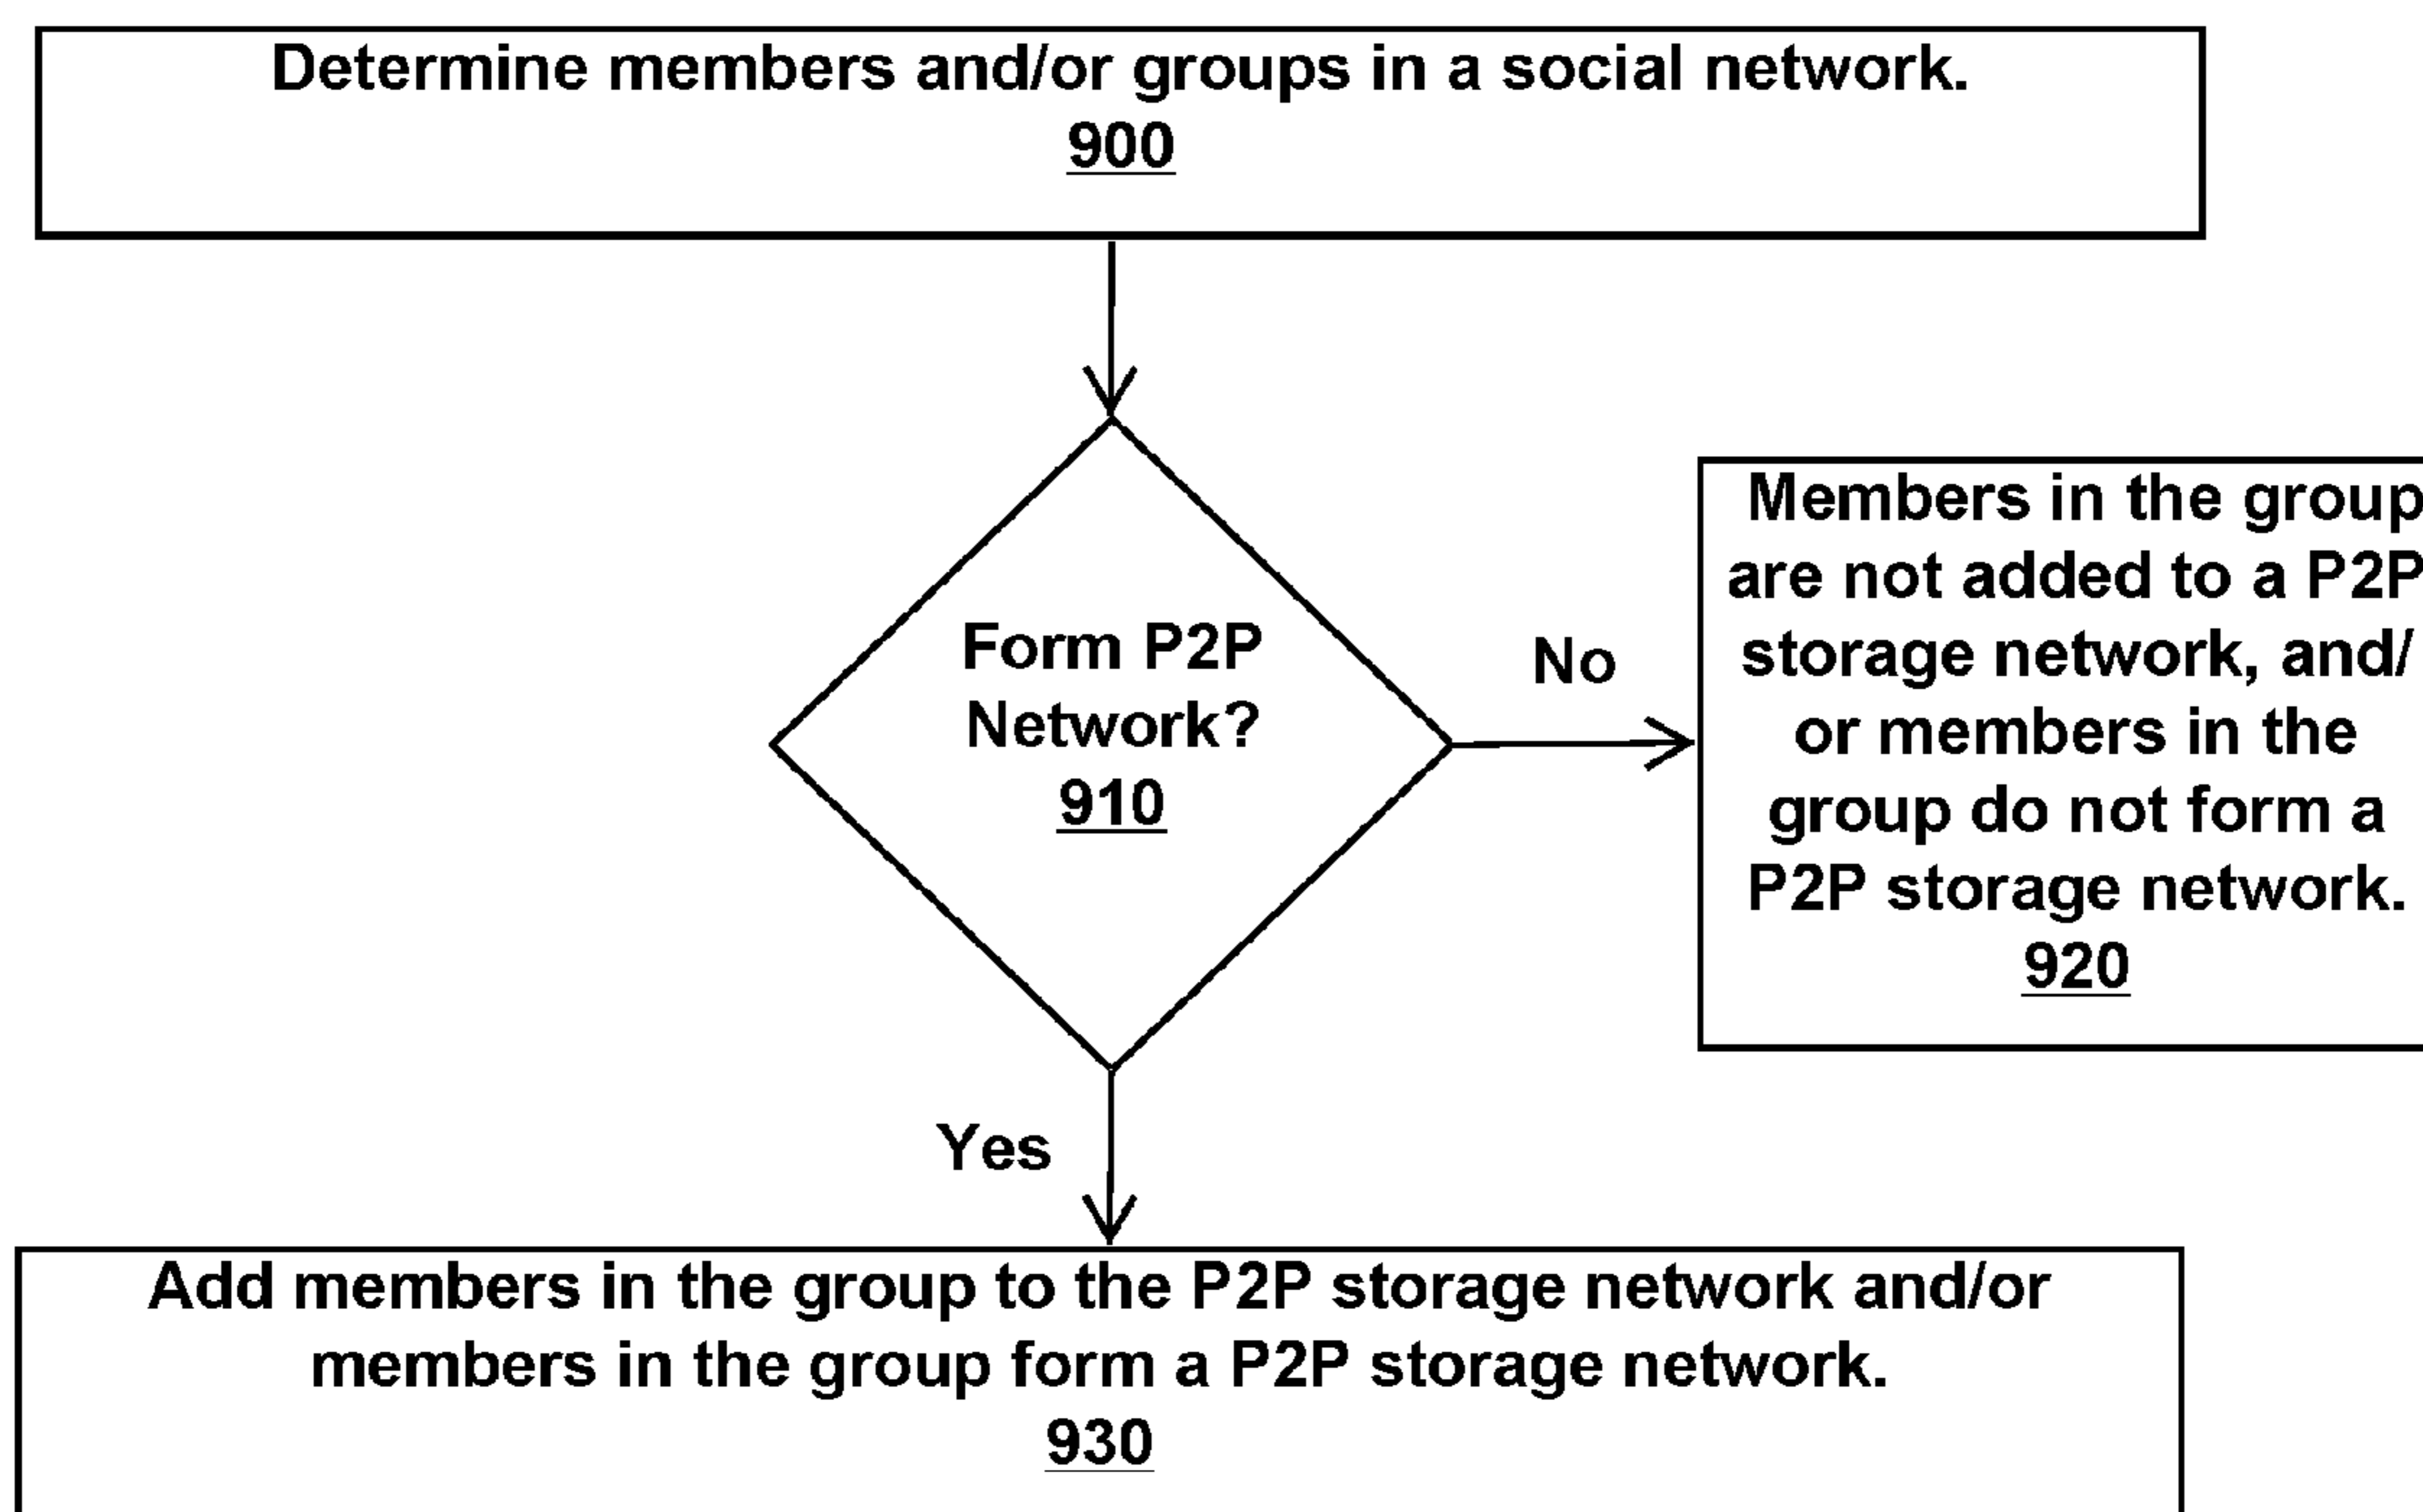 Determine members and/or groups in a social network.
900
Form P2P
Network?
910
No
Members in the group
are not added to a P2P
storage network, and/
or members in the
group do not form a
P2P storage network.
920
Yes
Add members in the group to the P2P storage network and/or
members in the group form a P2P storage network.
930